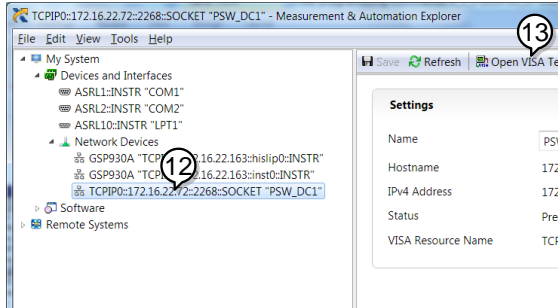 TCPIP0::172.16.22.72::2268::SOCKET "PSW_DC1" - Measurement & Automation Explorer
File Edit View Tools Help
My System
Devices and Interfaces
ASRL1::INSTR "COM1"
ASRL2::INSTR "COM2"
ASRL10::INSTR "LPT1"
Network Devices
GSP930A "TCP 2.16.22.163::hislip0::INSTR"
GSP930A "TCPI 2.16.22.163::inst0::INSTR"
TCPIP0::172.16.22.72::2268::SOCKET "PSW_DC1"
Software
Remote Systems
12
13
Save Refresh Open VISA Te
Settings
Name PS
Hostname 172
IPv4 Address 172
Status Pre
VISA Resource Name TCP